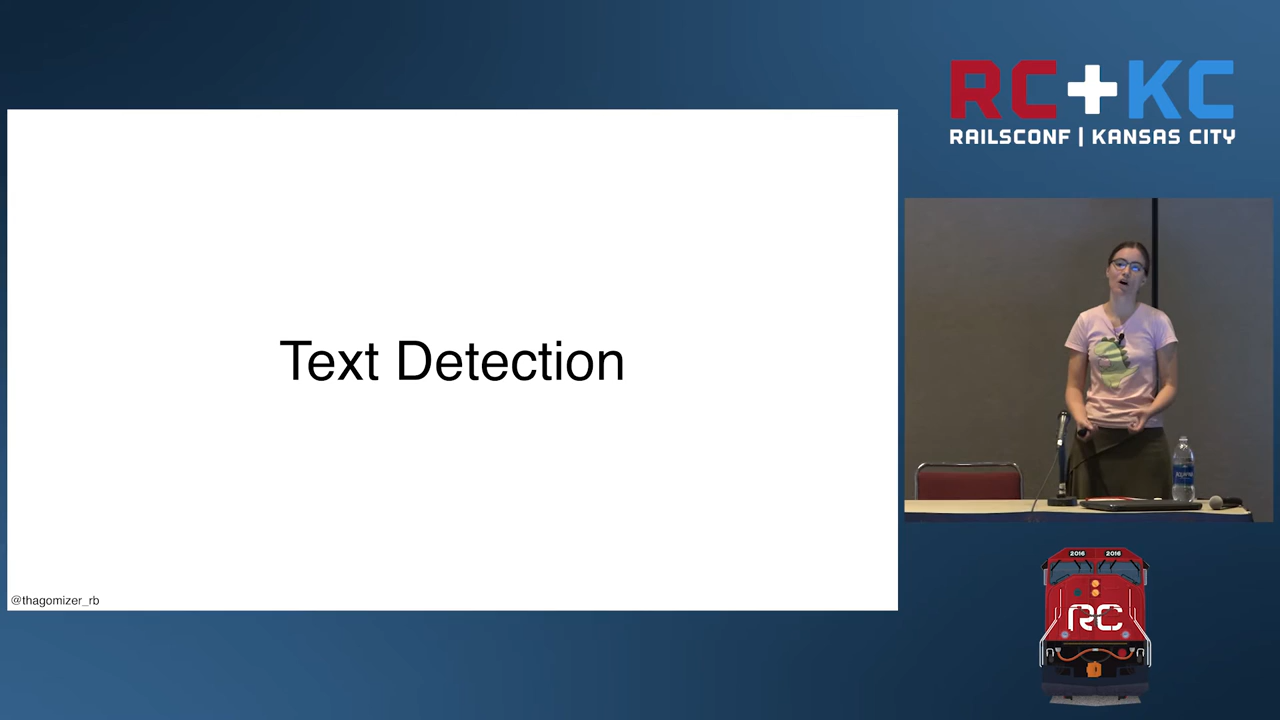 RC+KC
RAILSCONF | KANSAS CITY
Text Detection
@thagomizer_rb
2016 2016
RC